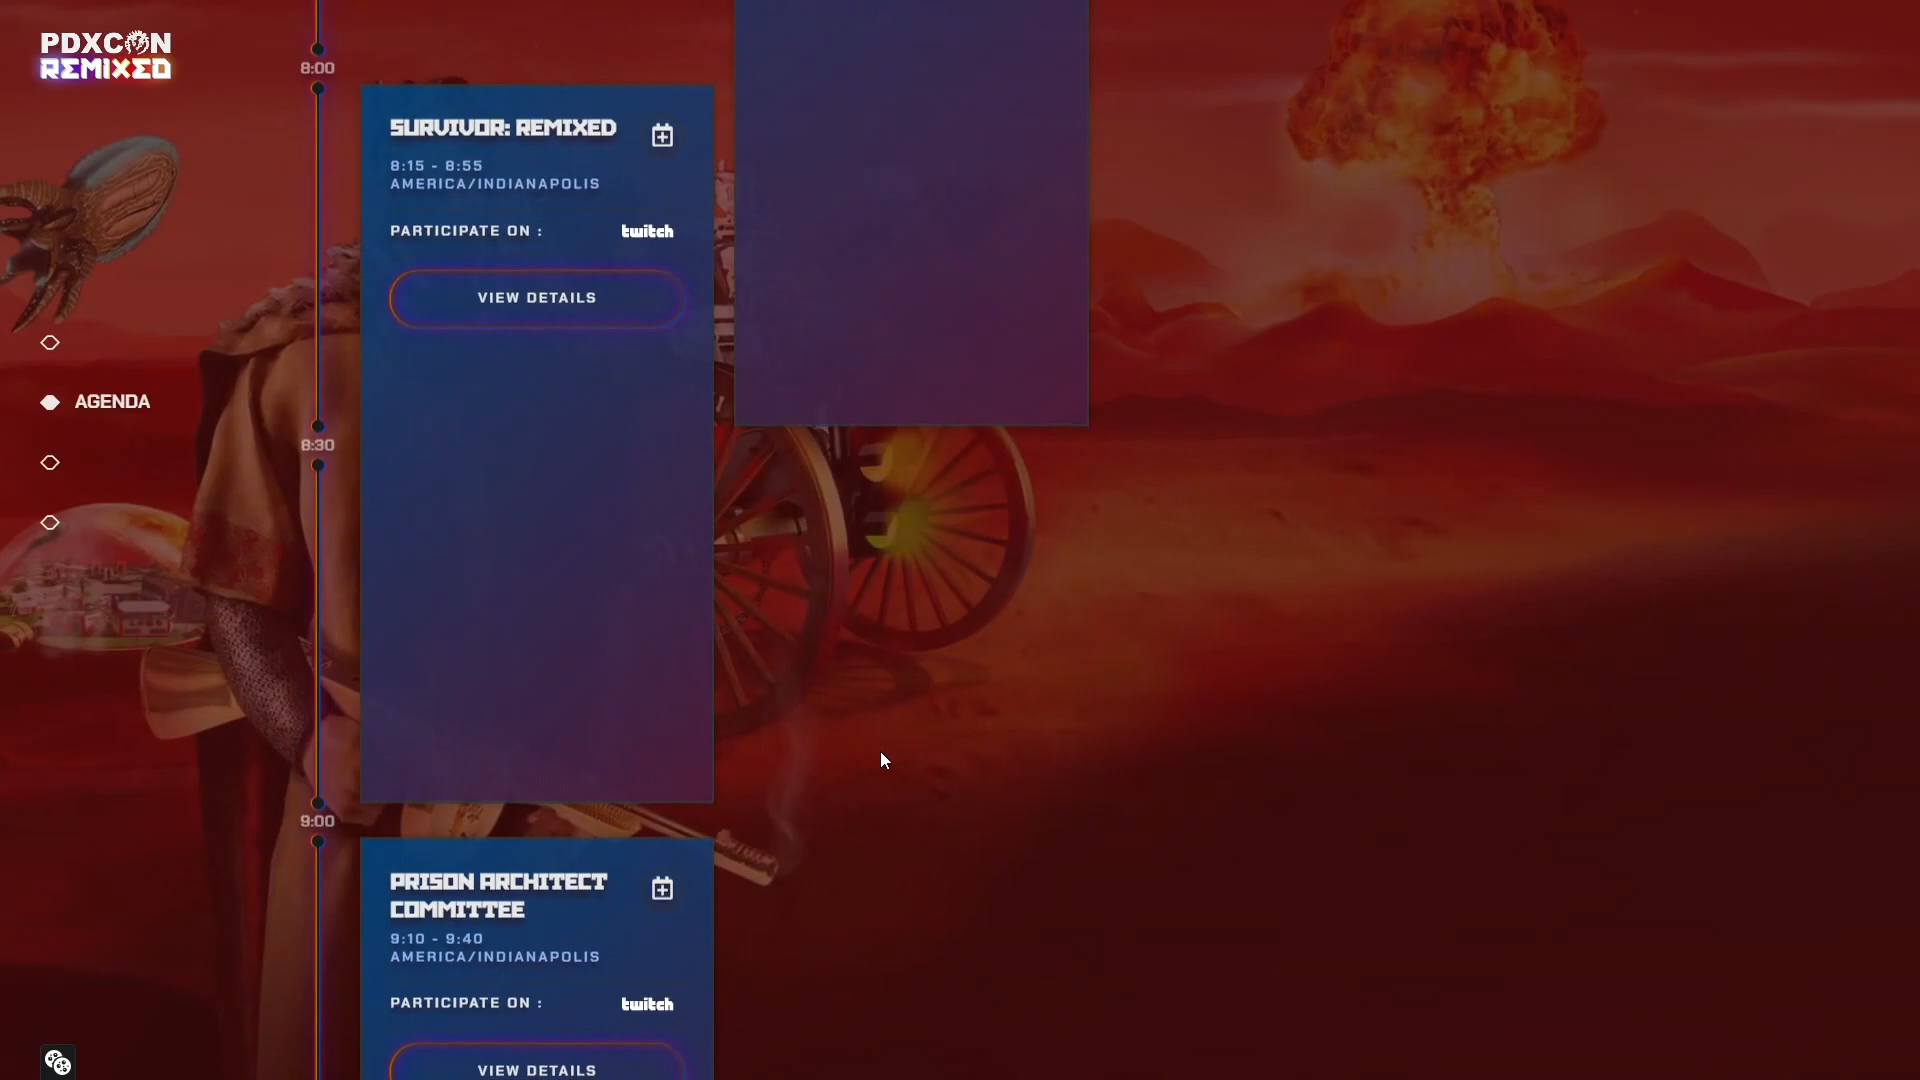 PDXCON
REMIXED
8:00
SURVIVOR: REMIXED
8:15 - 8:55
AMERICA/INDIANAPOLIS
PARTICIPATE ON :
twitch
VIEW DETAILS
AGENDA
8:30
9:00
PRISON ARCHITECT
COMMITTEE
9:10 - 9:40
AMERICA/INDIANAPOLIS
PARTICIPATE ON :
twitch
VIEW DETAILS